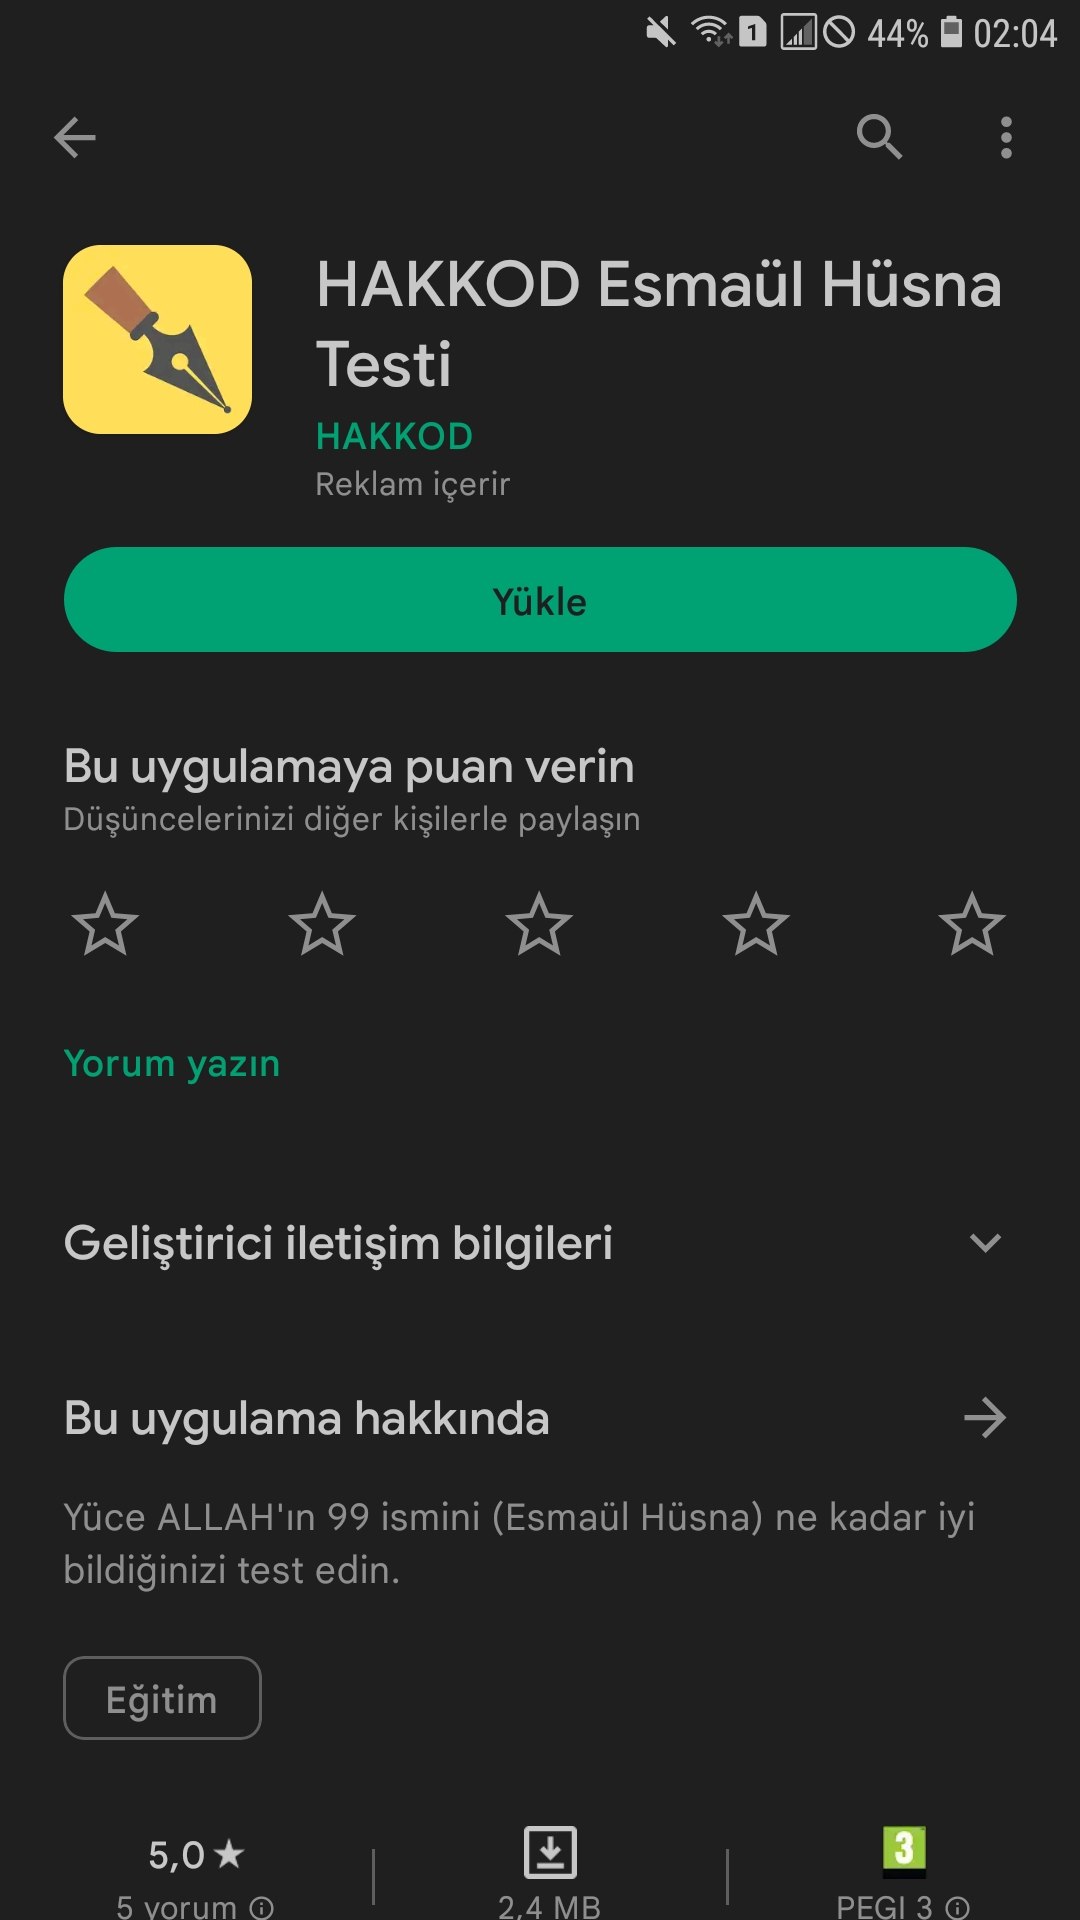 1 44% 02:04
HAKKOD Esmaül Hüsna
Testi
HAKKOD
Reklam içerir
Yükle
Bu uygulamaya puan verin
Düşüncelerinizi diğer kişilerle paylaşın
Yorum yazın
Geliştirici iletişim bilgileri
Bu uygulama hakkında
Yüce ALLAH'ın 99 ismini (Esmaül Hüsna) ne kadar iyi
bildiğinizi test edin.
Eğitim
5,0 ★ 3
5 yorum 2,4 MB PEGI 3